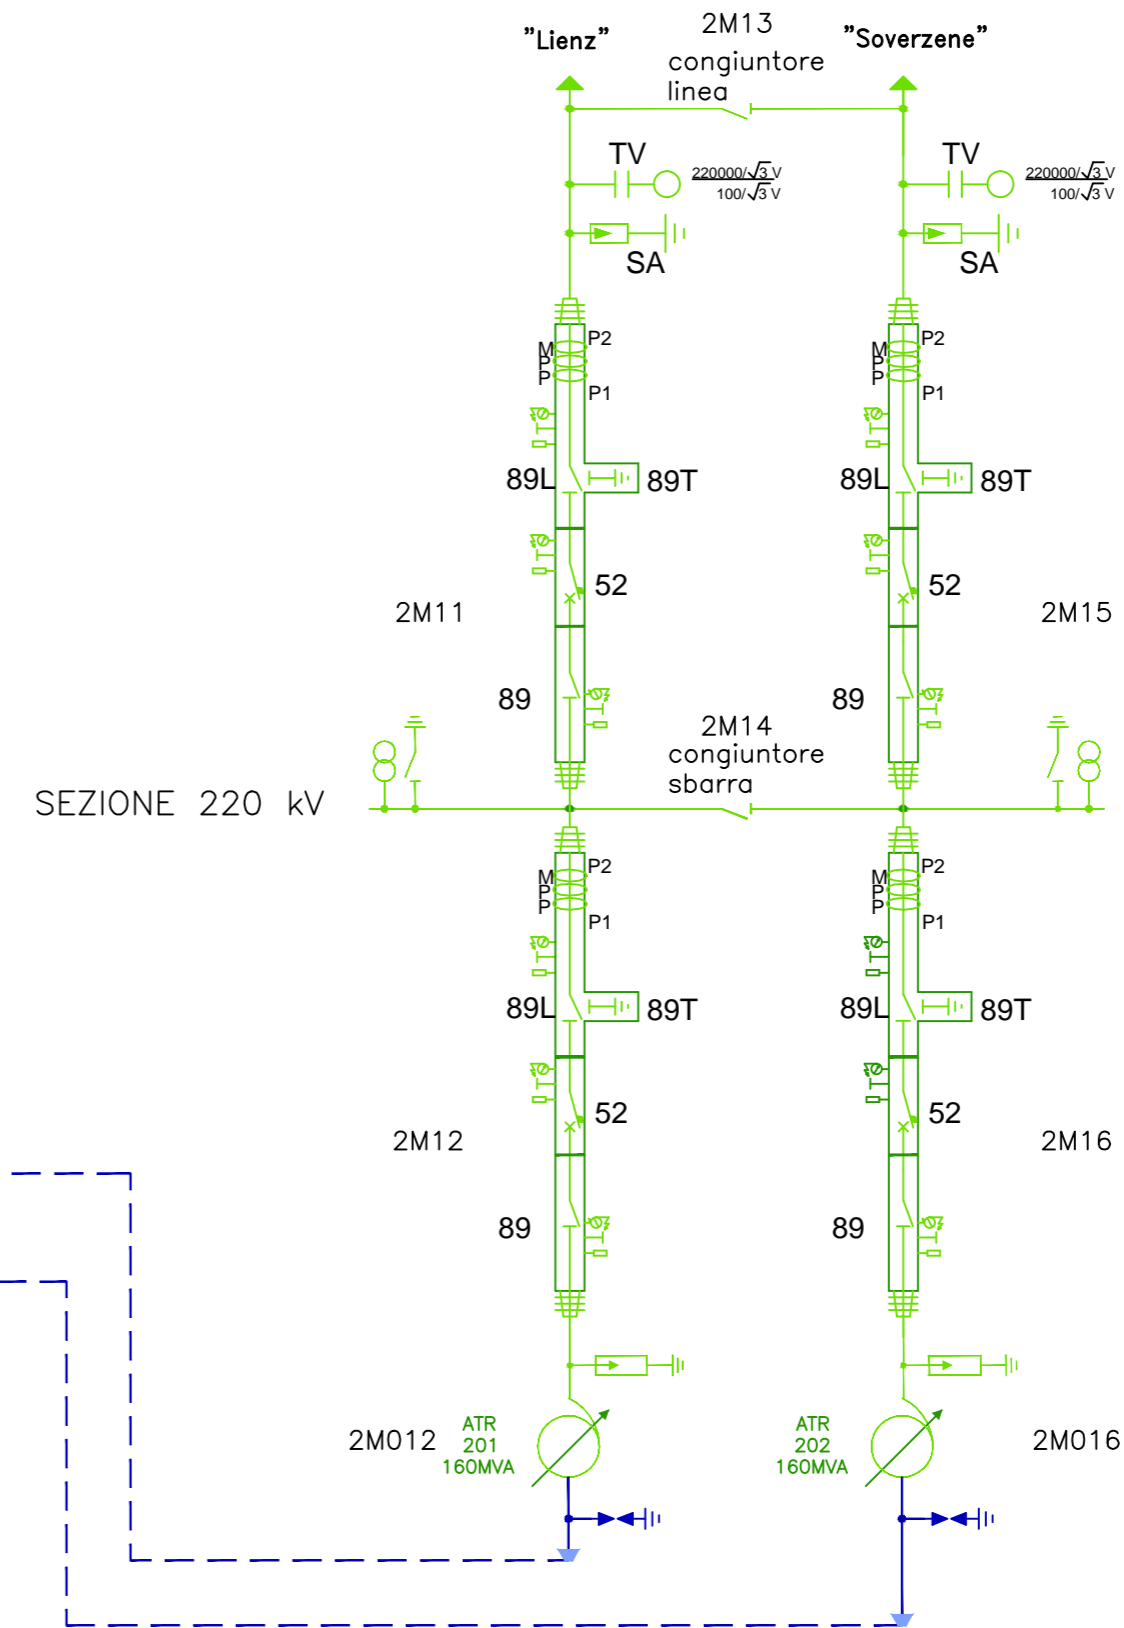 "Lienz"
2M13
congiuntore
linea
"Soverzene"
TV
220000/√3 V
100/√3 V
TV
220000/√3 V
100/√3 V
SA
SA
M
P
P
P2
P1
M
P
P
P2
P1
89L
89T
89L
89T
52
52
2M11
2M15
89
89
2M14
congiuntore
sbarra
SEZIONE 220 kV
M
P
P
P2
P1
M
P
P
P2
P1
89L
89T
89L
89T
52
52
2M12
2M16
89
89
2M012
ATR
201
160MVA
ATR
202
160MVA
2M016